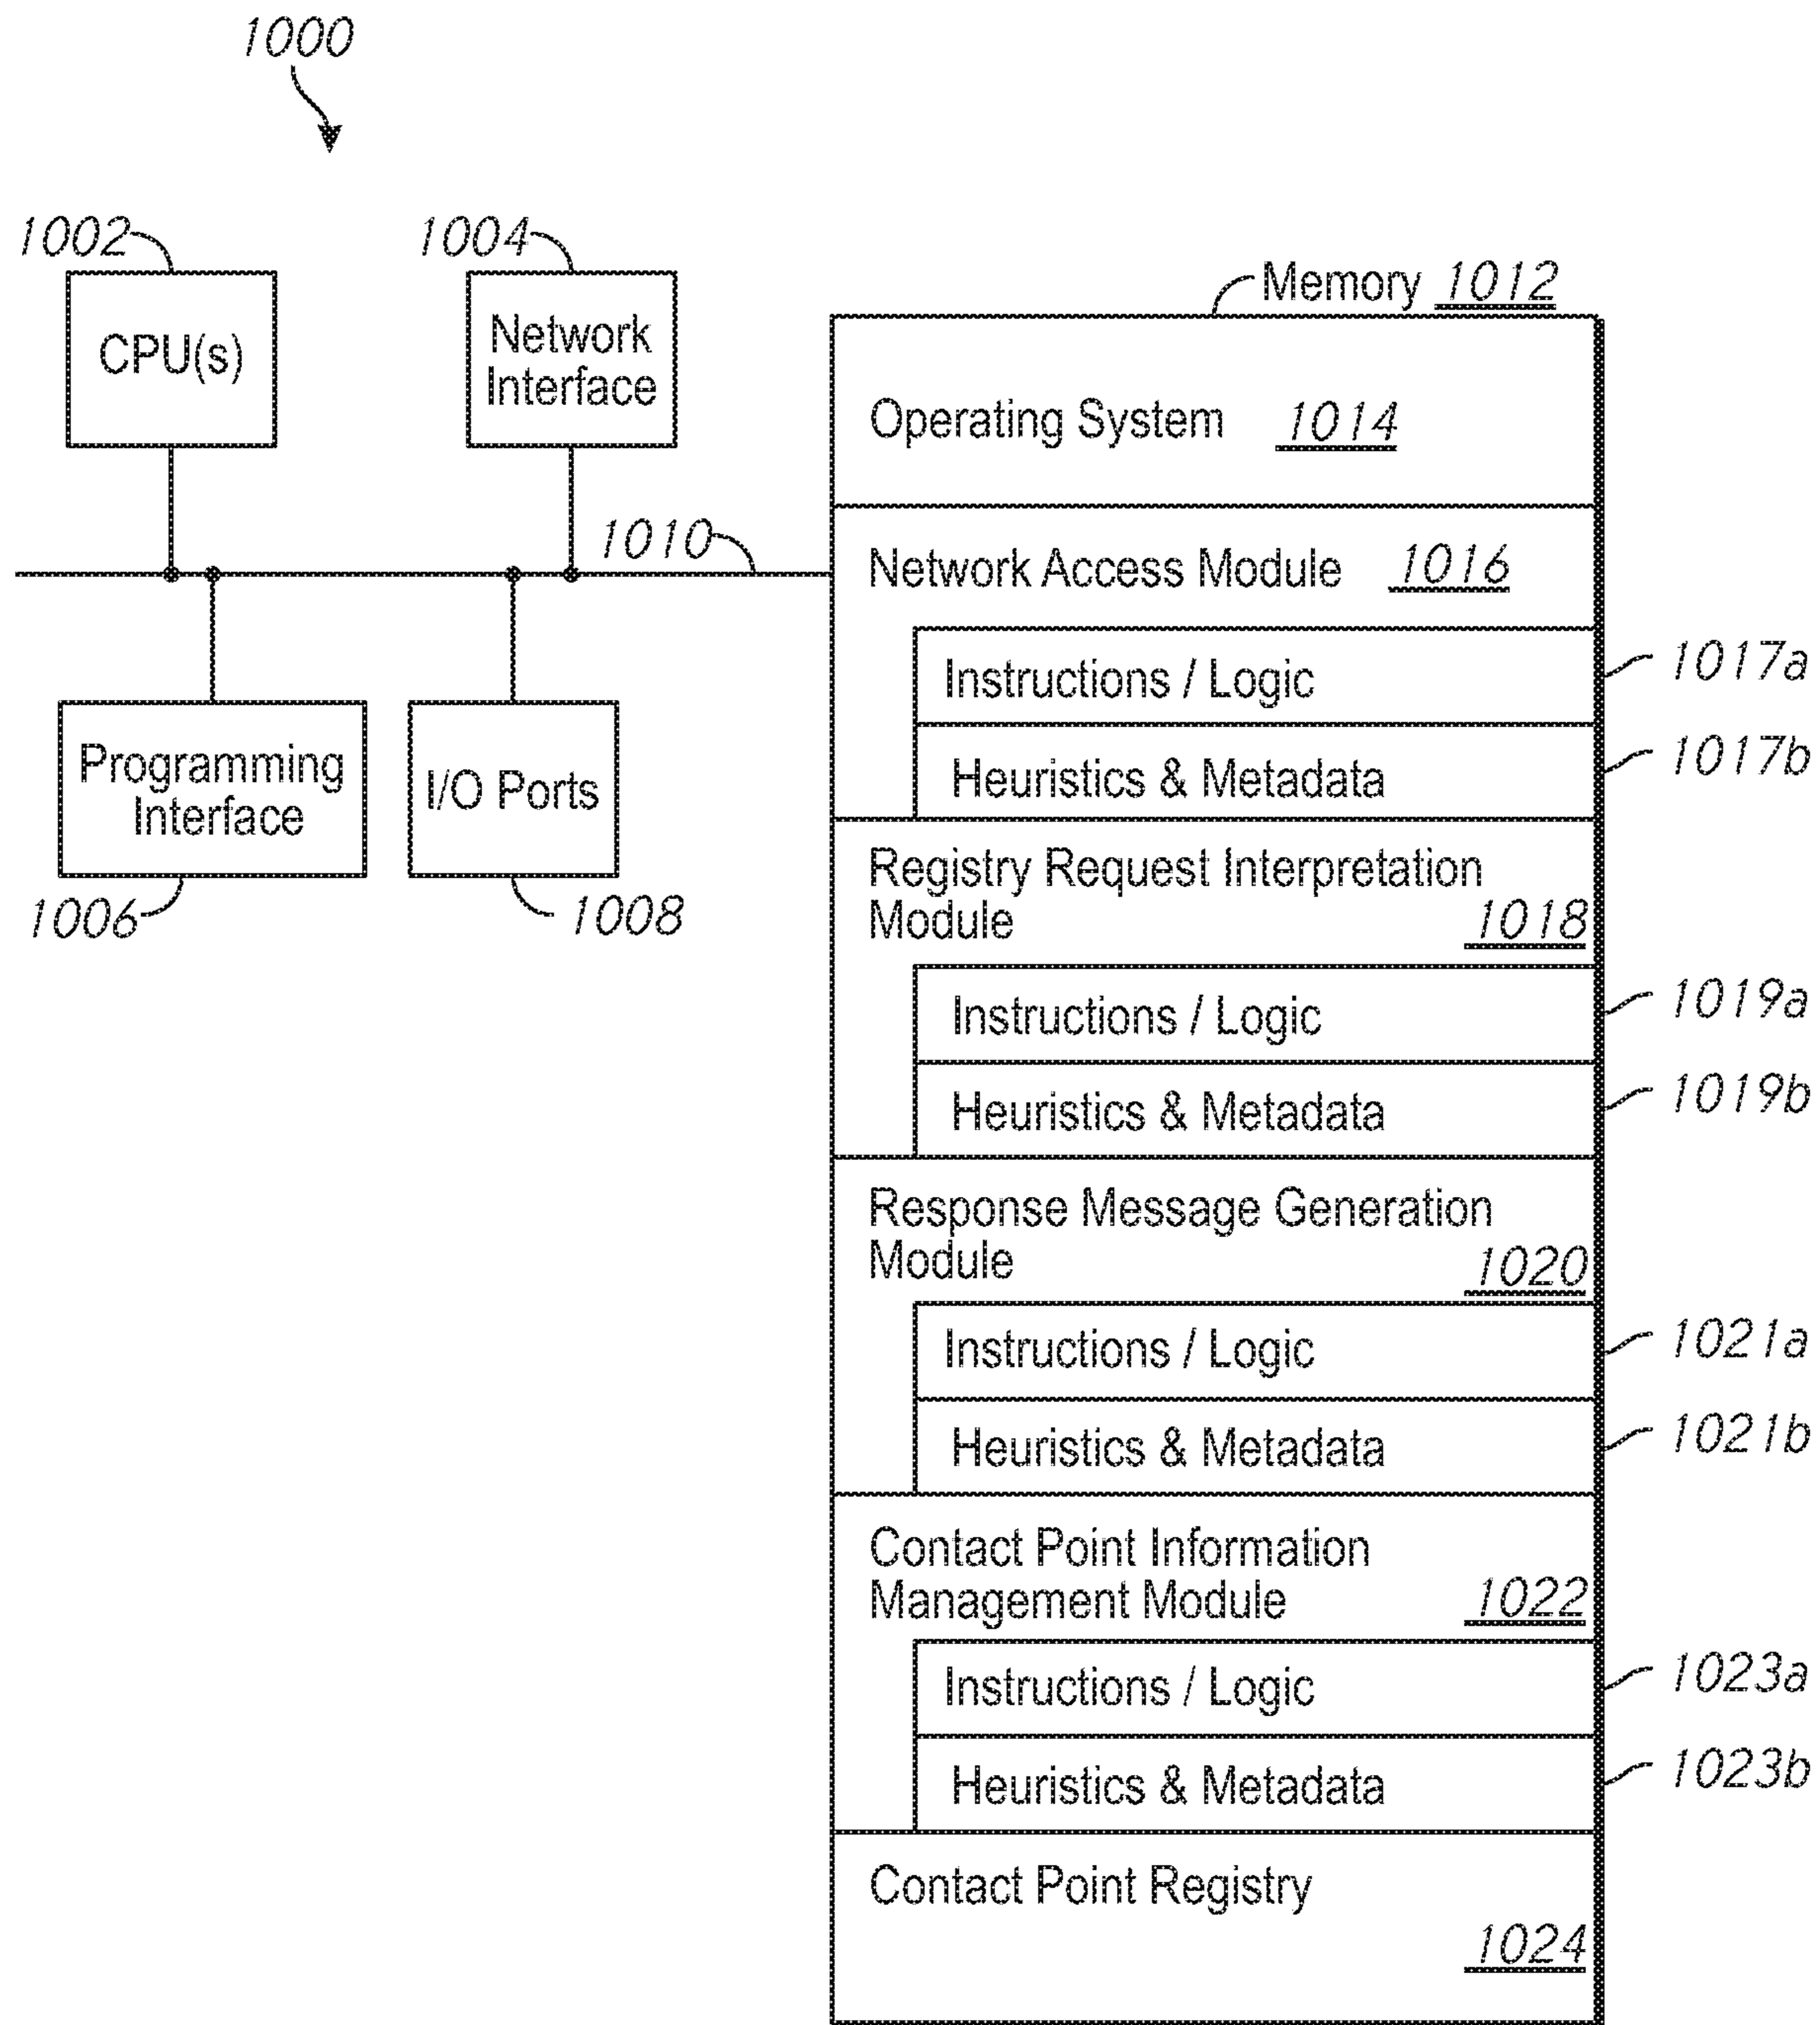 1000
1002
1004
CPU(s)
Network
Interface
1010
Programming
Interface
I/O Ports
1006
1008
Memory 1012
Operating System 1014
Network Access Module 1016
Instructions / Logic 1017a
Heuristics & Metadata 1017b
Registry Request Interpretation
Module 1018
Instructions / Logic 1019a
Heuristics & Metadata 1019b
Response Message Generation
Module 1020
Instructions / Logic 1021a
Heuristics & Metadata 1021b
Contact Point Information
Management Module 1022
Instructions / Logic 1023a
Heuristics & Metadata 1023b
Contact Point Registry
1024